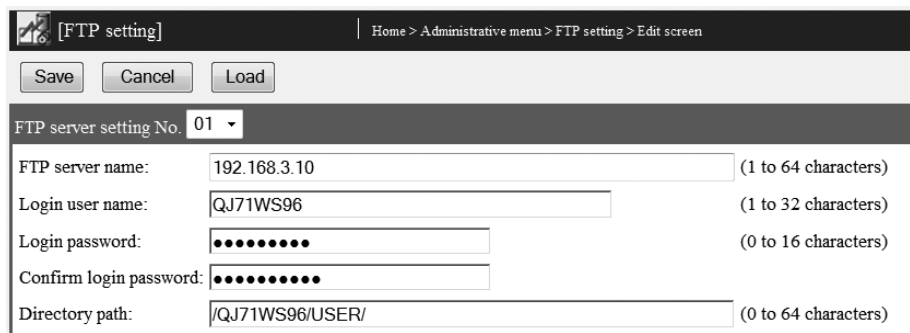 [FTP setting] Home > Administrative menu > FTP setting > Edit screen
Save Cancel Load
FTP server setting No. 01
FTP server name: 192.168.3.10 (1 to 64 characters)
Login user name: QJ71WS96 (1 to 32 characters)
Login password: ●●●●●●●●● (0 to 16 characters)
Confirm login password: ●●●●●●●●●●
Directory path: /QJ71WS96/USER/ (0 to 64 characters)